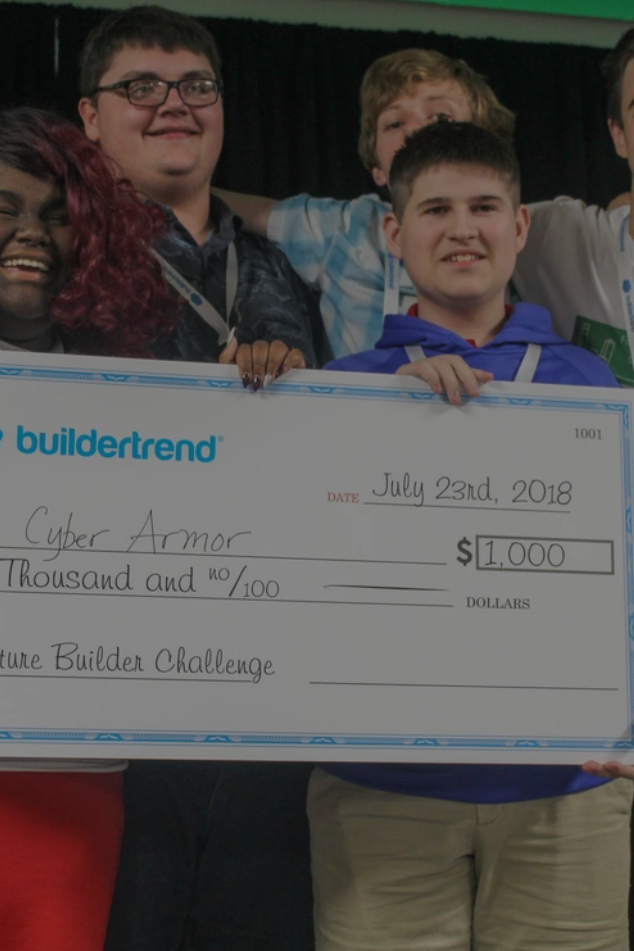 1001
buildertrend
DATE July 23rd, 2018
Cyber Armor
$ 1,000
Thousand and no/100
DOLLARS
ture Builder Challenge